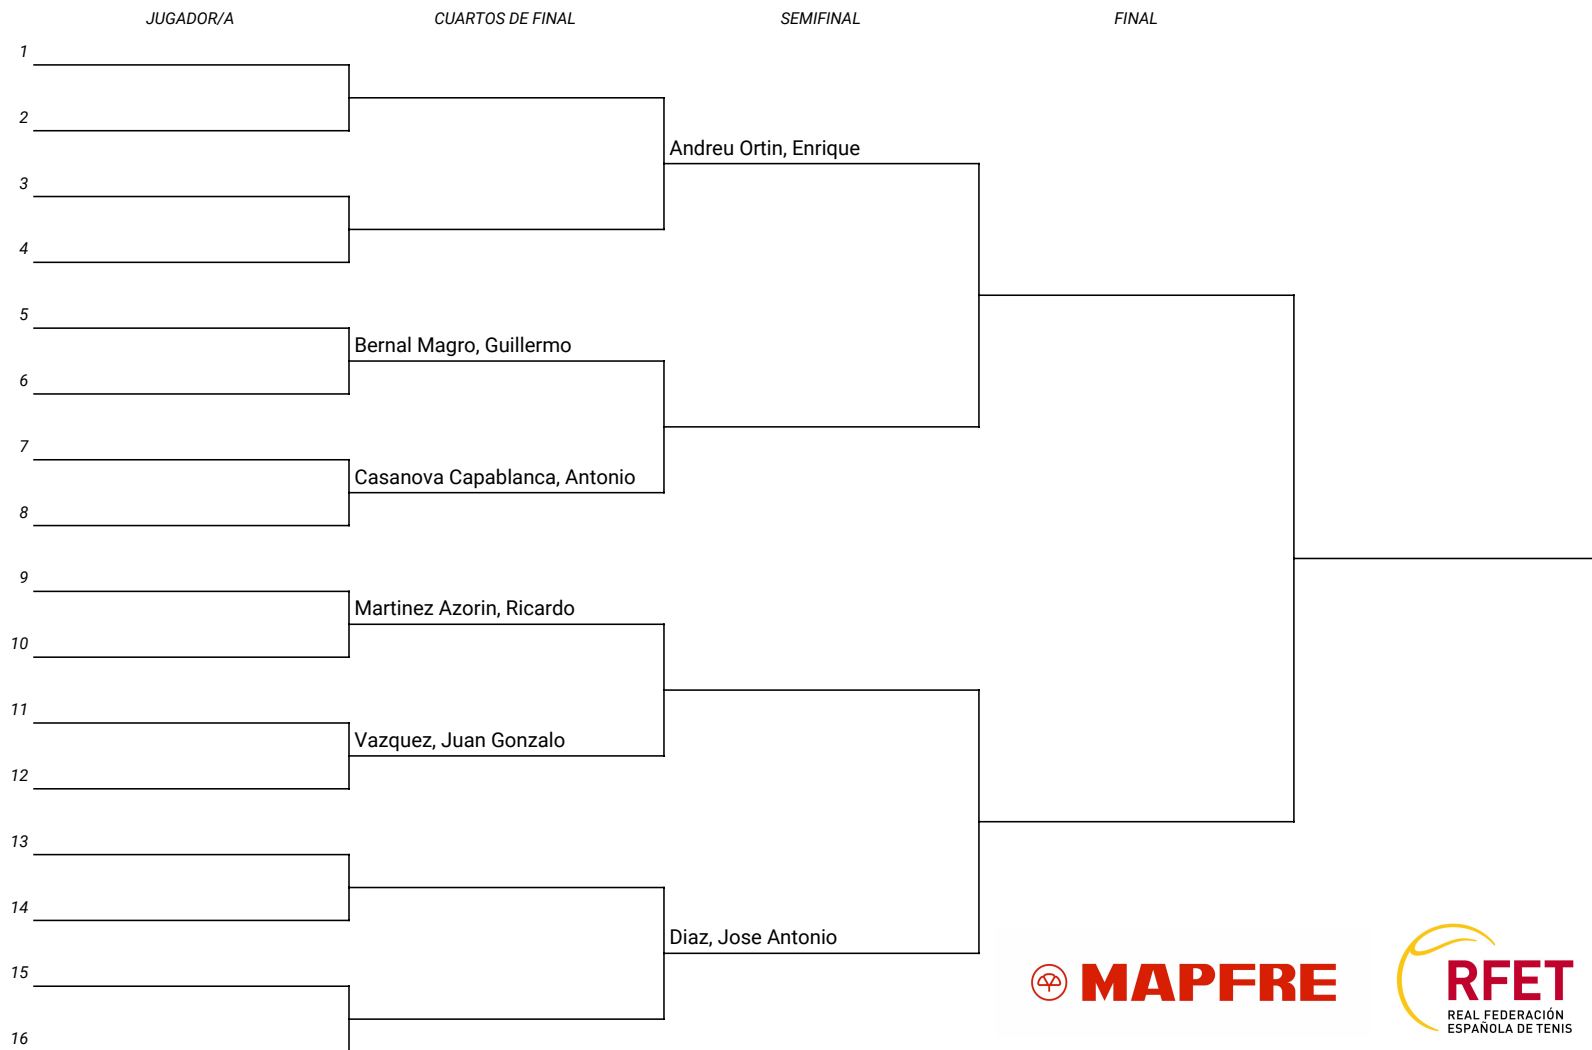 JUGADOR/A CUARTOS DE FINAL SEMIFINAL FINAL
1
2
Andreu Ortin, Enrique
3
4
5
Bernal Magro, Guillermo
6
7
Casanova Capablanca, Antonio
8
9
Martinez Azorin, Ricardo
10
11
Vazquez, Juan Gonzalo
12
13
14
Diaz, Jose Antonio
15
16
MAPFRE
RFET
REAL FEDERACIÓN
ESPAÑOLA DE TENIS